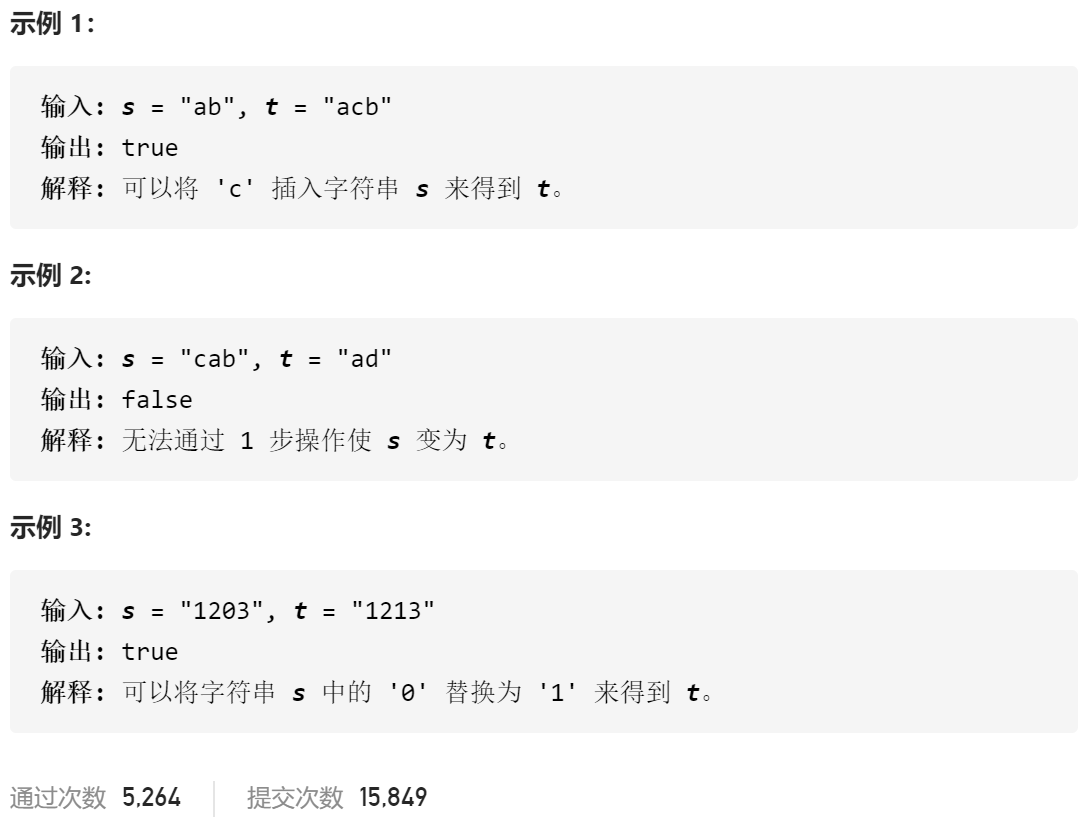 示例 1:
输入: s = "ab", t = "acb"
输出: true
解释: 可以将 'c' 插入字符串 s 来得到 t。
示例 2:
输入: s = "cab", t = "ad"
输出: false
解释: 无法通过 1 步操作使 s 变为 t。
示例 3:
输入: s = "1203", t = "1213"
输出: true
解释: 可以将字符串 s 中的 '0' 替换为 '1' 来得到 t。
通过次数 5,264 提交次数 15,849